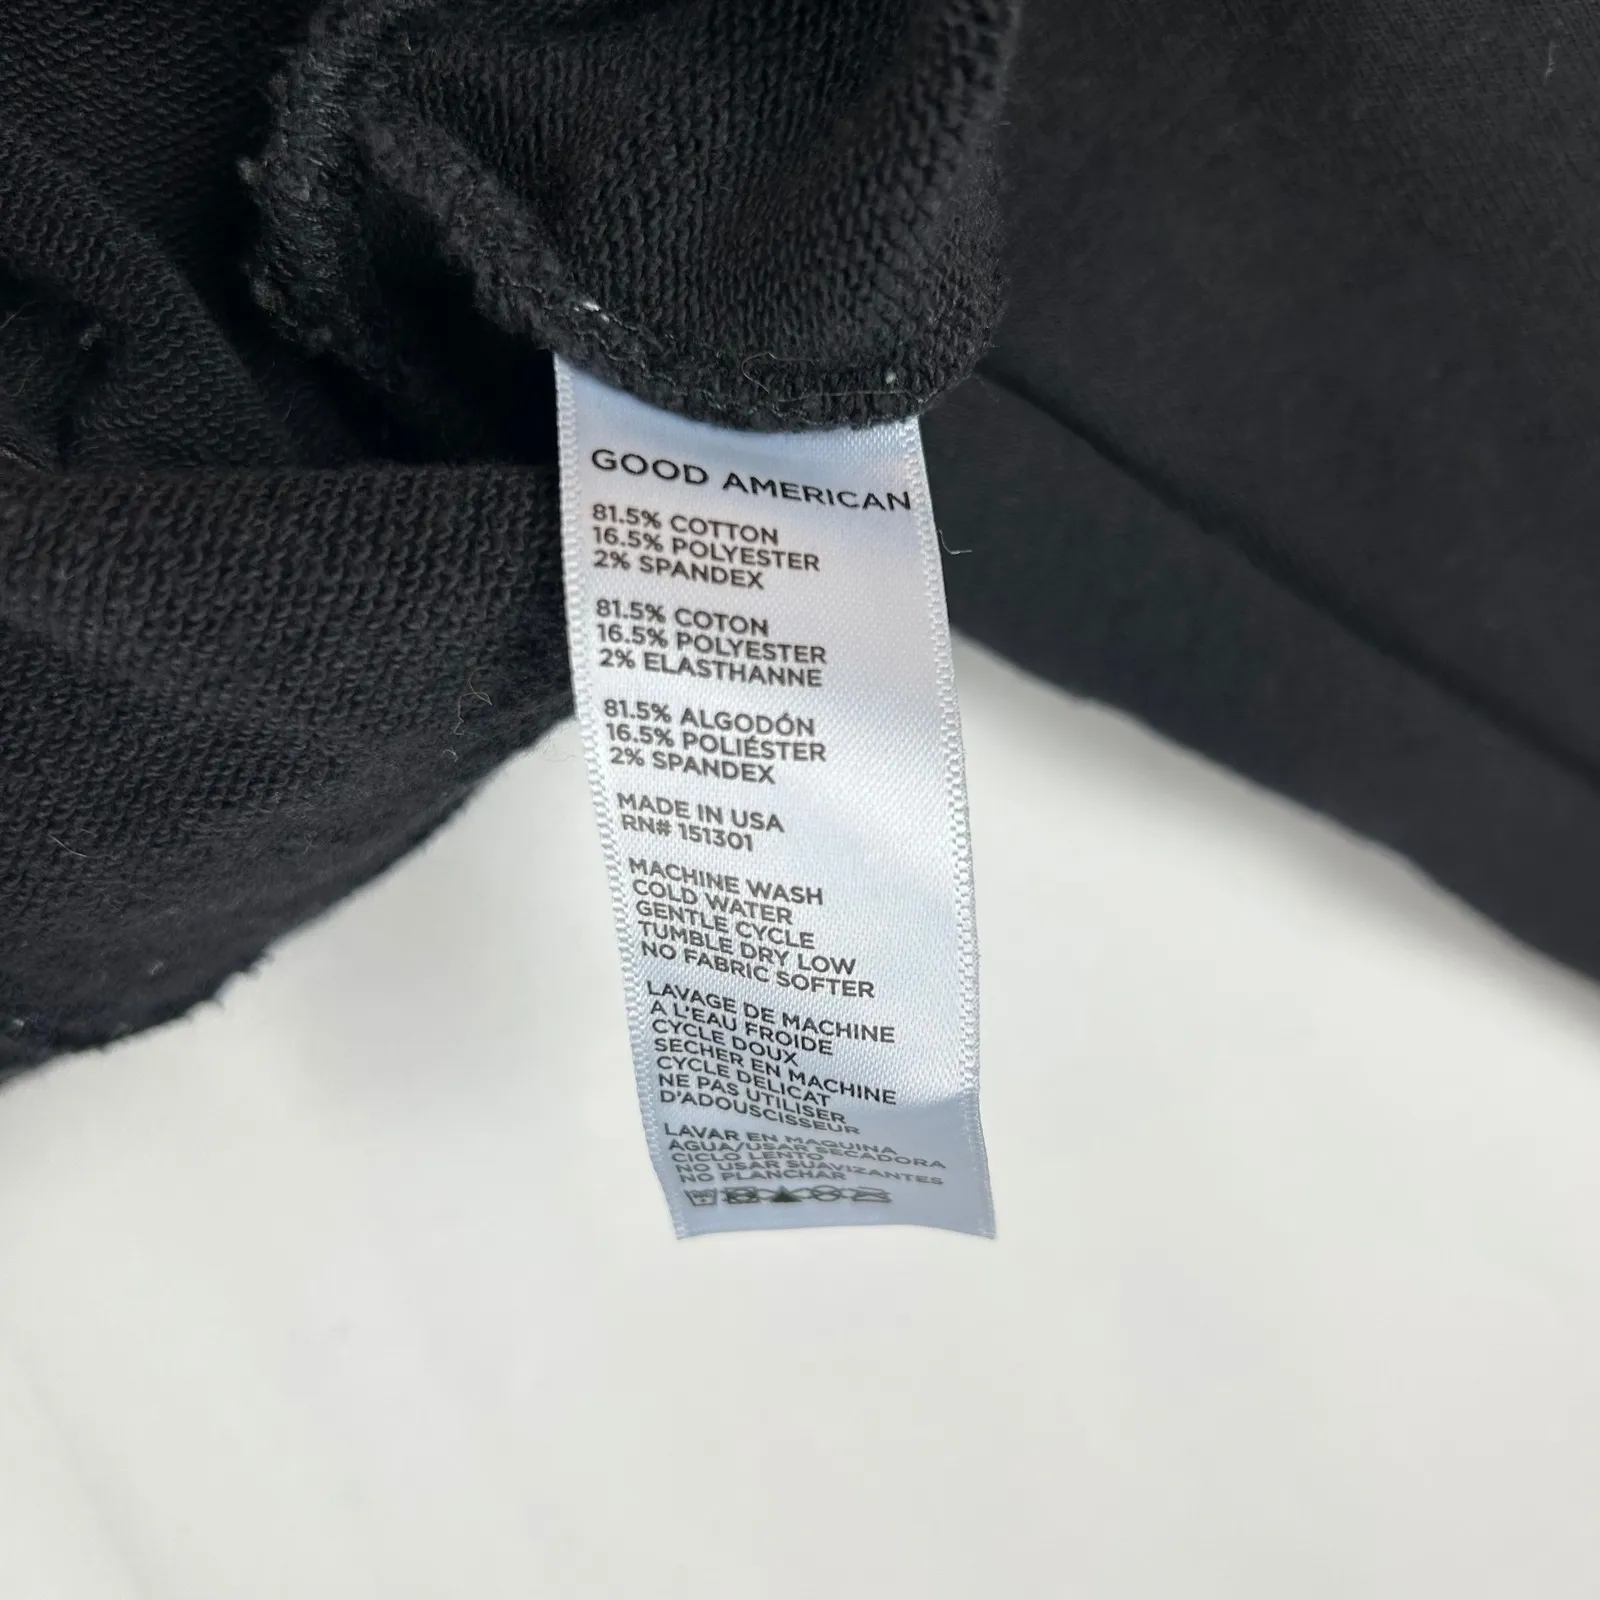 GOOD AMERICAN
81.5% COTTON
16.5% POLYESTER
2% SPANDEX
81.5% COTON
16.5% POLYESTER
2% ELASTHANNE
81.5% ALGODÓN
16.5% POLIÉSTER
2% SPANDEX
MADE IN USA
RN# 151301
MACHINE WASH
COLD WATER
GENTLE CYCLE
TUMBLE DRY LOW
NO FABRIC SOFTER
LAVAGE DE MACHINE
A L'EAU FROIDE
CYCLE DOUX
SECHER EN MACHINE
CYCLE DELICAT
NE PAS UTILISER
D'ADOUSCISSEUR
LAVAR EN MAQUINA
AGUA/USAR SECADORA
CICLO LENTO
NO USAR SUAVIZANTES
NO PLANCHAR